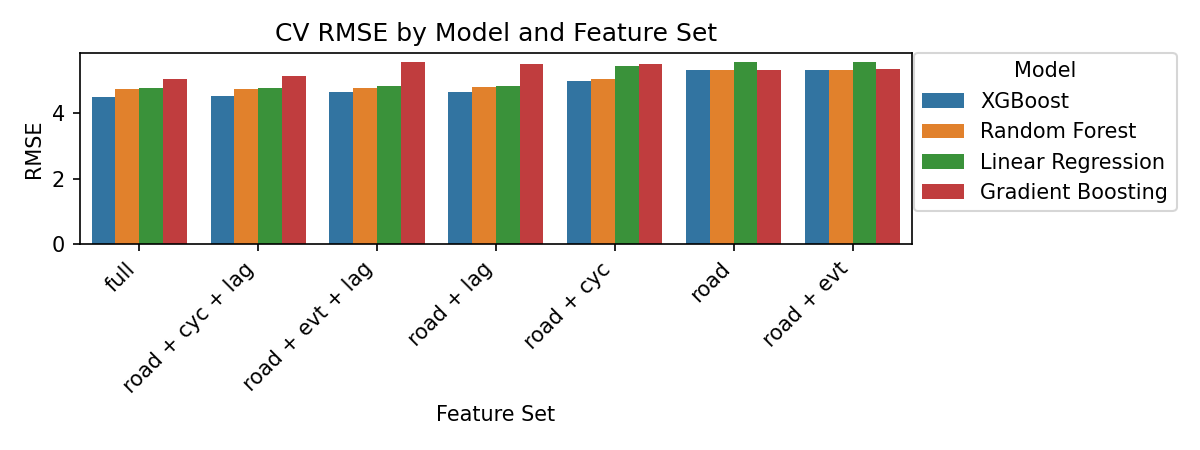 CV RMSE by Model and Feature Set
RMSE
4
2
0
full
road + cyc + lag
road + evt + lag
road + lag
road + cyc
road
road + evt
Feature Set
Model
XGBoost
Random Forest
Linear Regression
Gradient Boosting